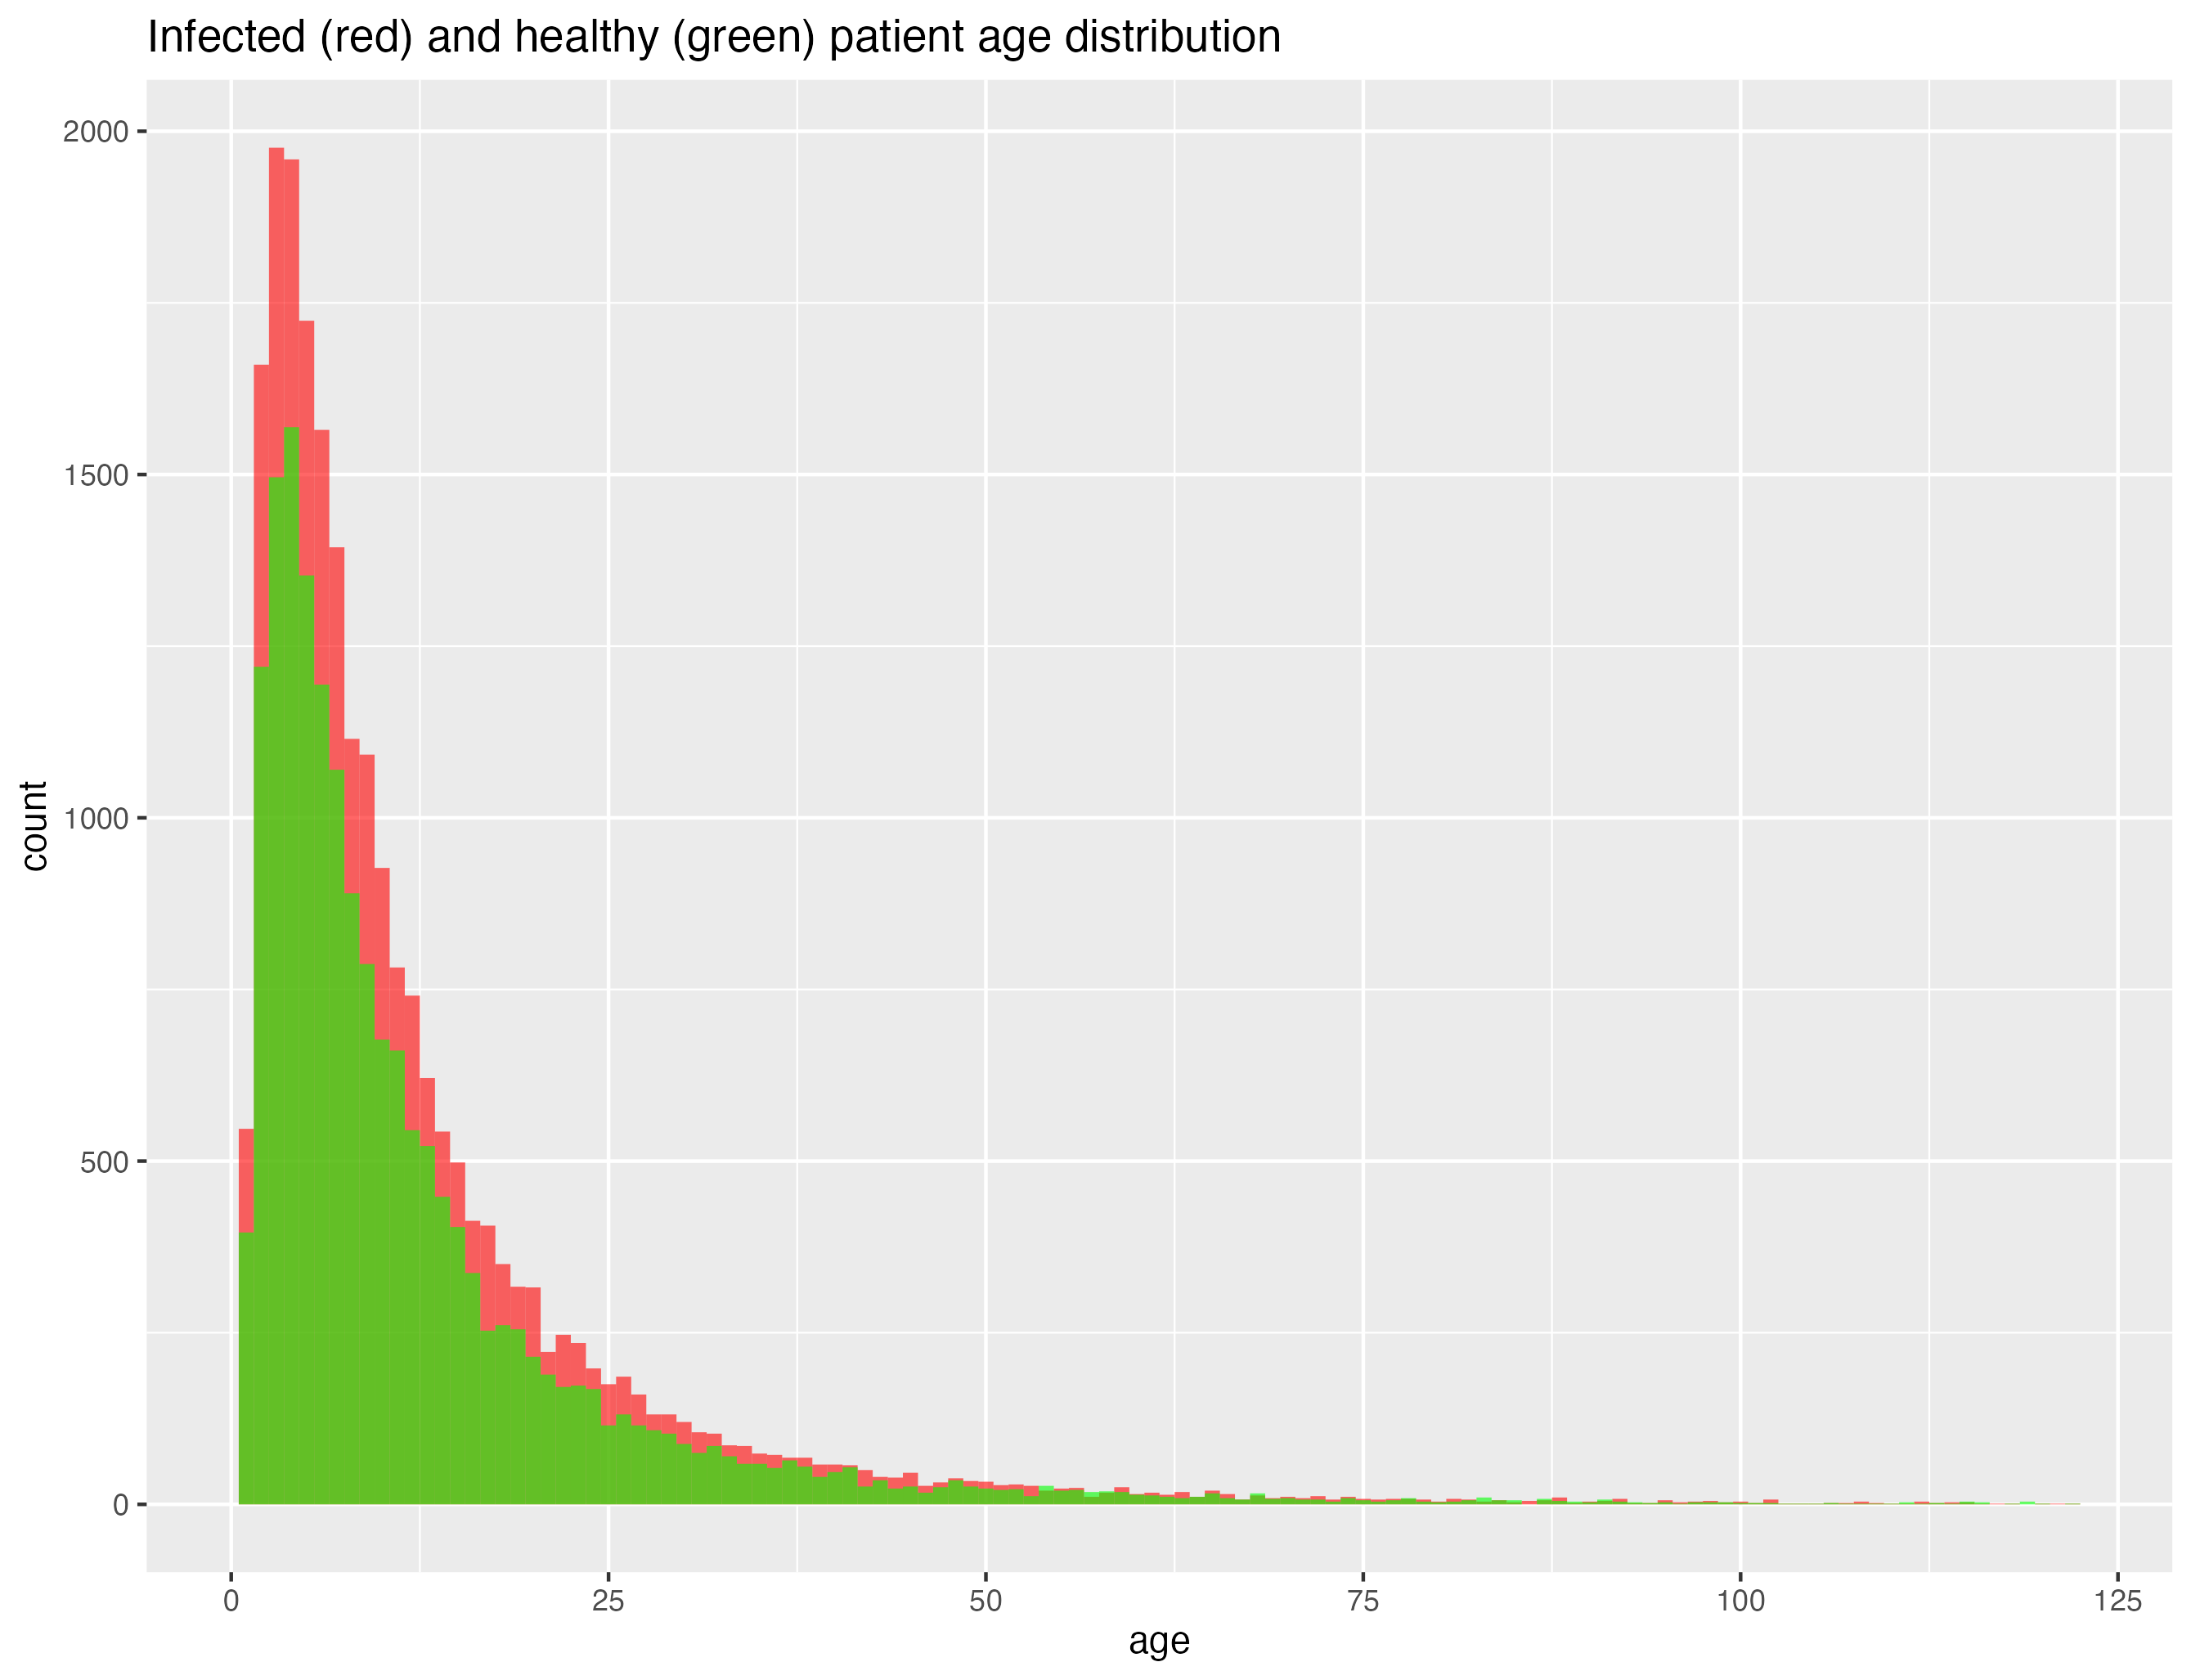 Infected (red) and healthy (green) patient age distribution
2000
1500
1000
500
0
count
0 25 50 75 100 125
age